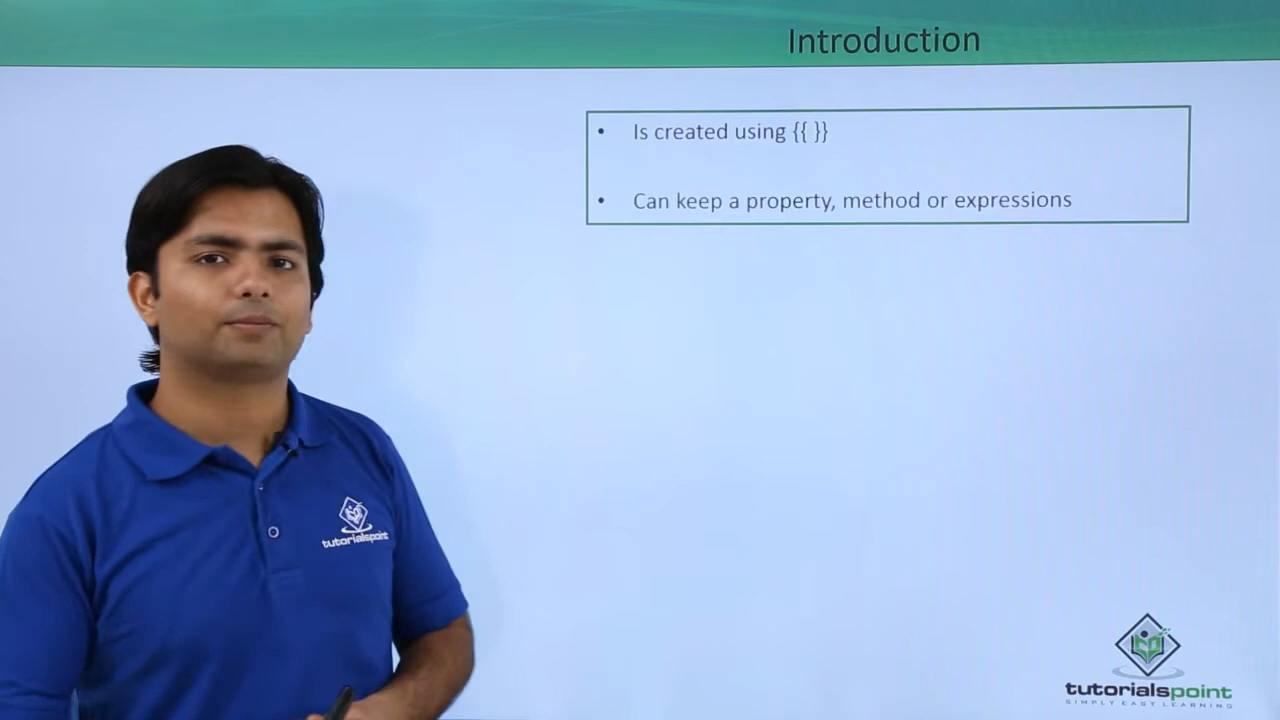 Introduction
• Is created using {{ }}
• Can keep a property, method or expressions
tutorialspoint
tutorialspoint
SIMPLY EASY LEARNING